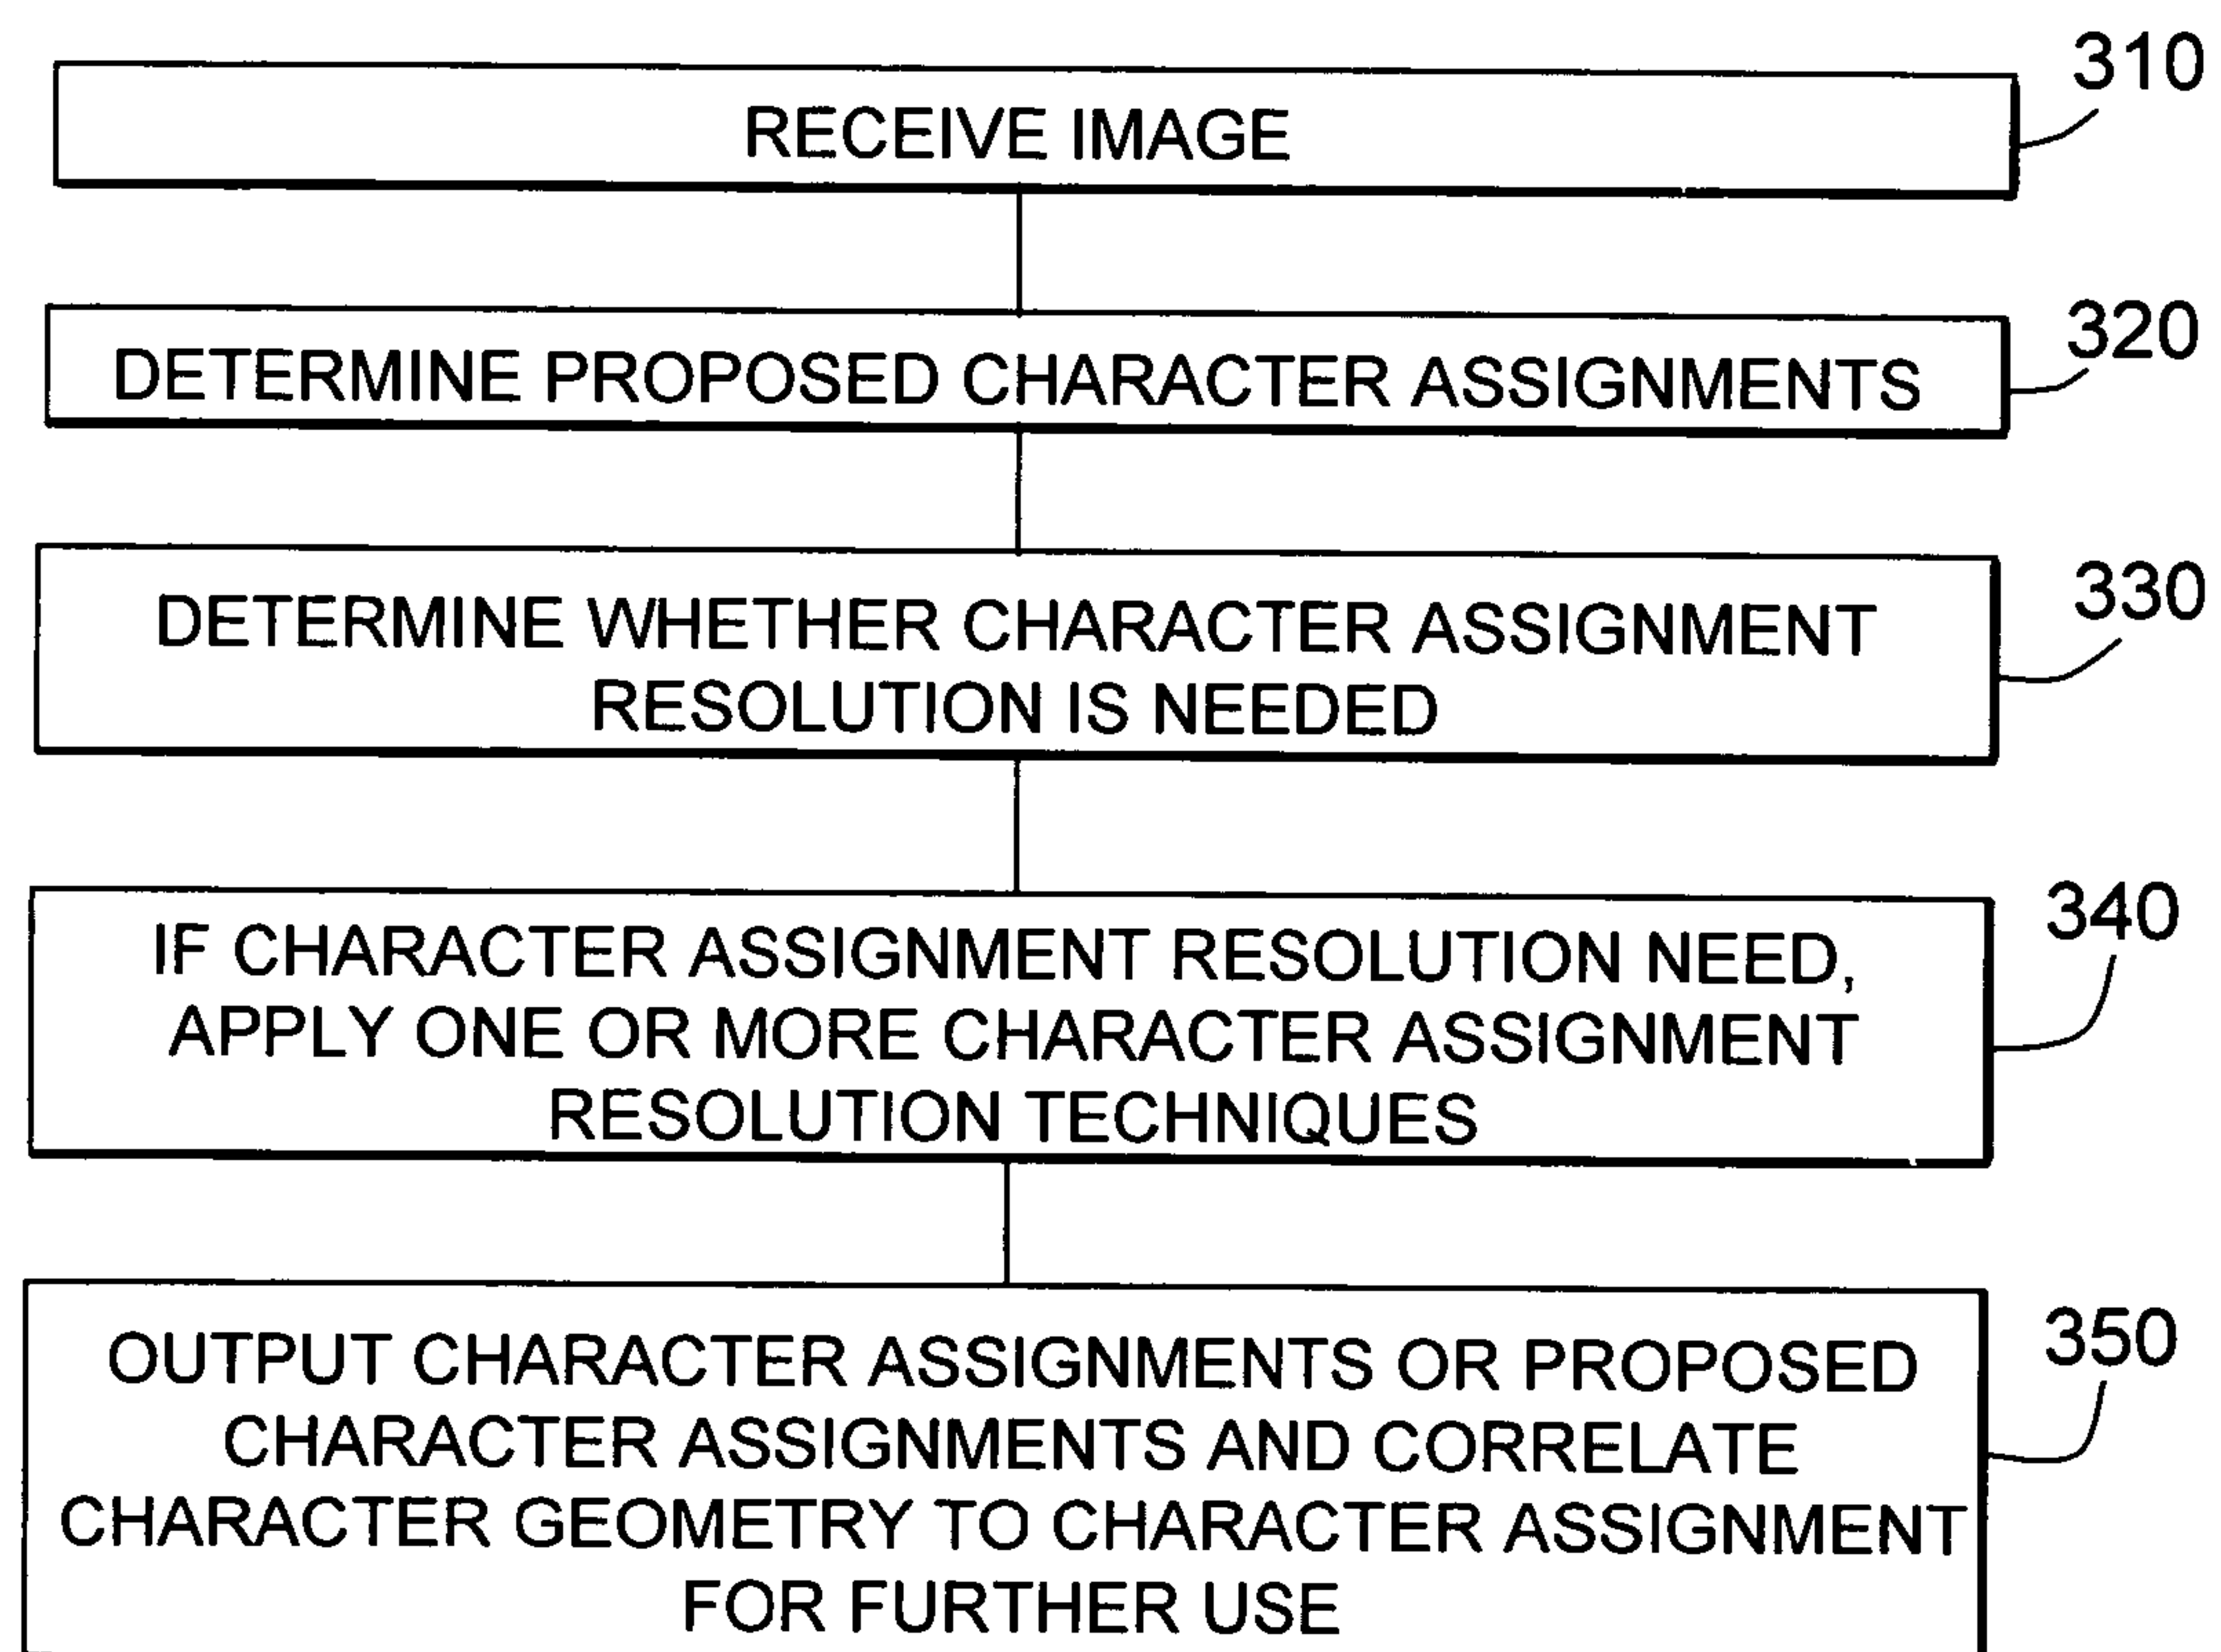 310
RECEIVE IMAGE
320
DETERMINE PROPOSED CHARACTER ASSIGNMENTS
330
DETERMINE WHETHER CHARACTER ASSIGNMENT
RESOLUTION IS NEEDED
340
IF CHARACTER ASSIGNMENT RESOLUTION NEED,
APPLY ONE OR MORE CHARACTER ASSIGNMENT
RESOLUTION TECHNIQUES
350
OUTPUT CHARACTER ASSIGNMENTS OR PROPOSED
CHARACTER ASSIGNMENTS AND CORRELATE
CHARACTER GEOMETRY TO CHARACTER ASSIGNMENT
FOR FURTHER USE